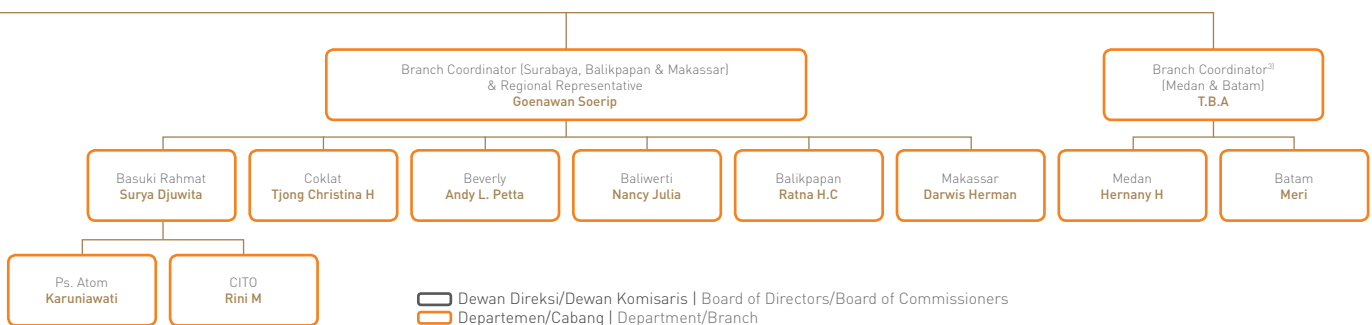 Branch Coordinator (Surabaya, Balikpapan & Makassar)
& Regional Representative
Goenawan Soerip
Branch Coordinator³⁾
(Medan & Batam)
T.B.A
Basuki Rahmat
Surya Djuwita
Coklat
Tjong Christina H
Beverly
Andy L. Petta
Baliwerti
Nancy Julia
Balikpapan
Ratna H.C
Makassar
Darwis Herman
Medan
Hernany H
Batam
Meri
Ps. Atom
Karuniawati
CITO
Rini M
Dewan Direksi/Dewan Komisaris | Board of Directors/Board of Commissioners
Departemen/Cabang | Department/Branch